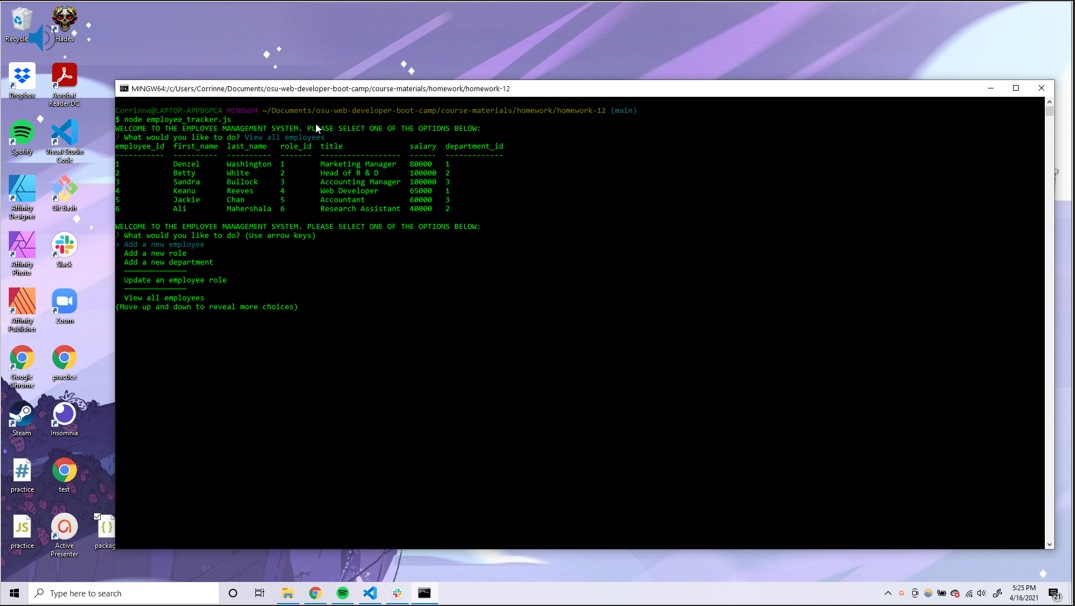 Recycle
Hades
Dropbox
Acrobat
Reader DC
Spotify
Visual Studio
Code
Affinity
Designer
Git Bash
Affinity
Photo
Slack
Affinity
Publisher
Zoom
Google
Chrome
practice
Steam
Insomnia
practice
test
practice
Active
Presenter
packag
MINGW64:/c/Users/Corrinne/Documents/osu-web-developer-boot-camp/course-materials/homework/homework-12
Corrinne@LAPTOP-APPBGPCA MINGW64 ~/Documents/osu-web-developer-boot-camp/course-materials/homework/homework-12 (main)
$ node employee_tracker.js
WELCOME TO THE EMPLOYEE MANAGEMENT SYSTEM, PLEASE SELECT ONE OF THE OPTIONS BELOW:
? What would you like to do? View all employees
employee_id first_name last_name role_id title salary department_id
----------- ---------- ---------- ------- ------------------ ------ -------------
1 Denzel Washington 1 Marketing Manager 80000 1
2 Betty White 2 Head of R & D 100000 2
3 Sandra Bullock 3 Accounting Manager 100000 3
4 Keanu Reeves 4 Web Developer 65000 1
5 Jackie Chan 5 Accountant 60000 3
6 Ali Mahershala 6 Research Assistant 40000 2
WELCOME TO THE EMPLOYEE MANAGEMENT SYSTEM, PLEASE SELECT ONE OF THE OPTIONS BELOW:
? What would you like to do? (Use arrow keys)
> Add a new employee
Add a new role
Add a new department
──────────────
Update an employee role
──────────────
View all employees
(Move up and down to reveal more choices)
Type here to search
5:25 PM
4/16/2021
21